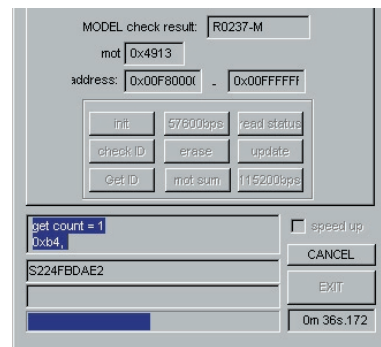 MODEL check result: R0237-M
mot 0x4913
address: 0x00F8000( - 0x00FFFFFF
init 57600bps read status
check ID erase update
Get ID mot sum 115200bps
get count = 1
0xb4,
speed up
CANCEL
S224FBDAE2
EXIT
0m 36s.172